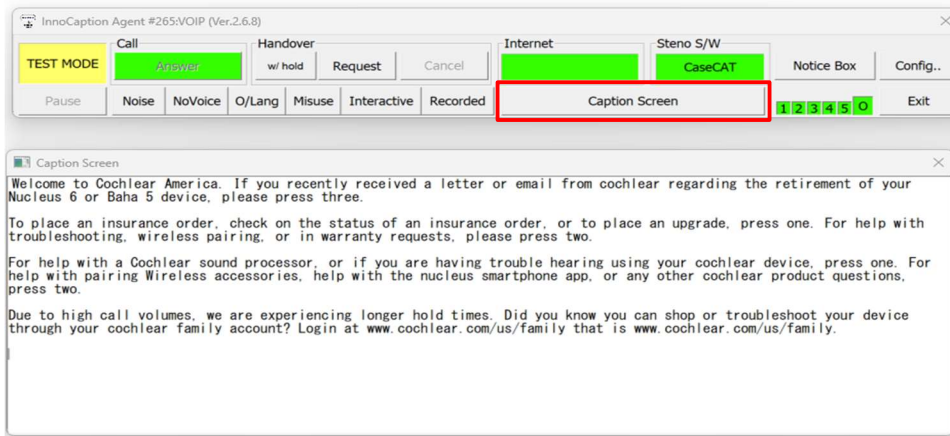 InnoCaption Agent #265:VOIP (Ver.2.6.8)
Call Handover Internet Steno S/W
TEST MODE Answer w/ hold Request Cancel CaseCAT Notice Box Config..
Pause Noise NoVoice O/Lang Misuse Interactive Recorded Caption Screen 1 2 3 4 5 O Exit
Caption Screen
Welcome to Cochlear America. If you recently received a letter or email from cochlear regarding the retirement of your
Nucleus 6 or Baha 5 device, please press three.
To place an insurance order, check on the status of an insurance order, or to place an upgrade, press one. For help with
troubleshooting, wireless pairing, or in warranty requests, please press two.
For help with a Cochlear sound processor, or if you are having trouble hearing using your cochlear device, press one. For
help with pairing Wireless accessories, help with the nucleus smartphone app, or any other cochlear product questions,
press two.
Due to high call volumes, we are experiencing longer hold times. Did you know you can shop or troubleshoot your device
through your cochlear family account? Login at www.cochlear.com/us/family that is www.cochlear.com/us/family.